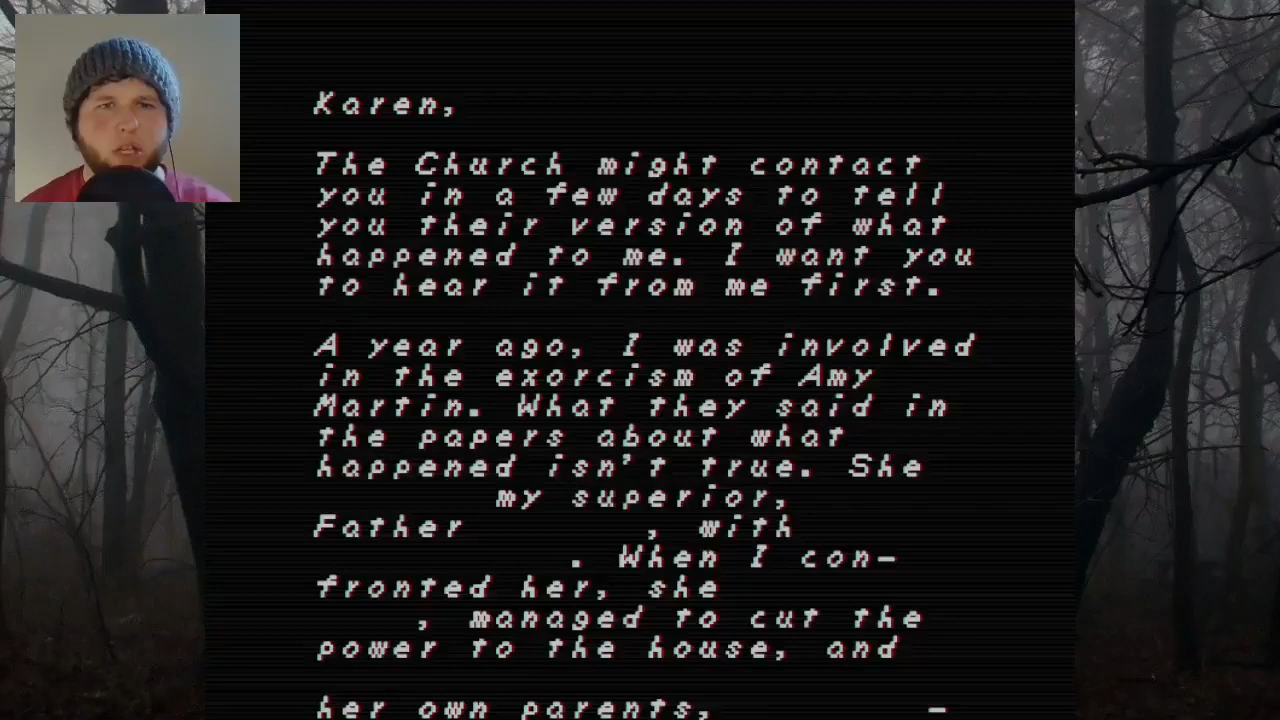 Karen,
The Church might contact
you in a few days to tell
you their version of what
happened to me. I want you
to hear it from me first.
A year ago, I was involved
in the exorcism of Amy
Martin. What they said in
the papers about what
happened isn't true. She
my superior,
Father , with
. When I con-
fronted her, she
, managed to cut the
power to the house, and
her own parents, -